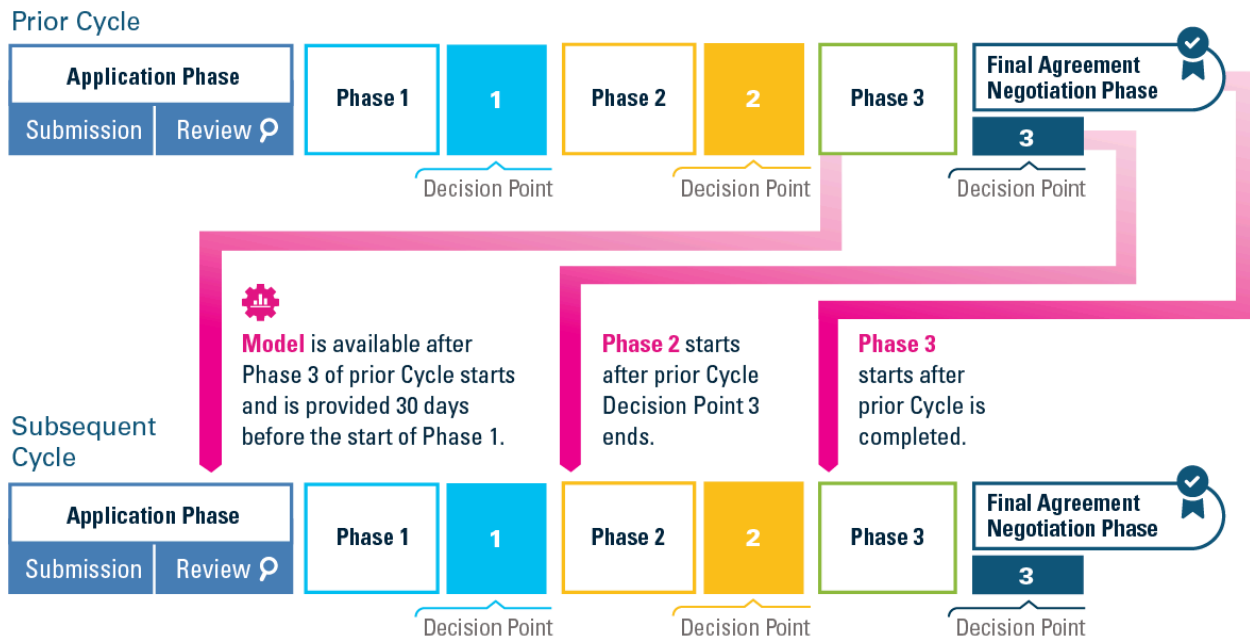 Prior Cycle
Application Phase
Submission
Review
Phase 1
1
Decision Point
Phase 2
2
Decision Point
Phase 3
Final Agreement
Negotiation Phase
3
Decision Point
Model is available after
Phase 3 of prior Cycle starts
and is provided 30 days
before the start of Phase 1.
Phase 2 starts
after prior Cycle
Decision Point 3
ends.
Phase 3
starts after
prior Cycle is
completed.
Subsequent
Cycle
Application Phase
Submission
Review
Phase 1
1
Decision Point
Phase 2
2
Decision Point
Phase 3
Final Agreement
Negotiation Phase
3
Decision Point